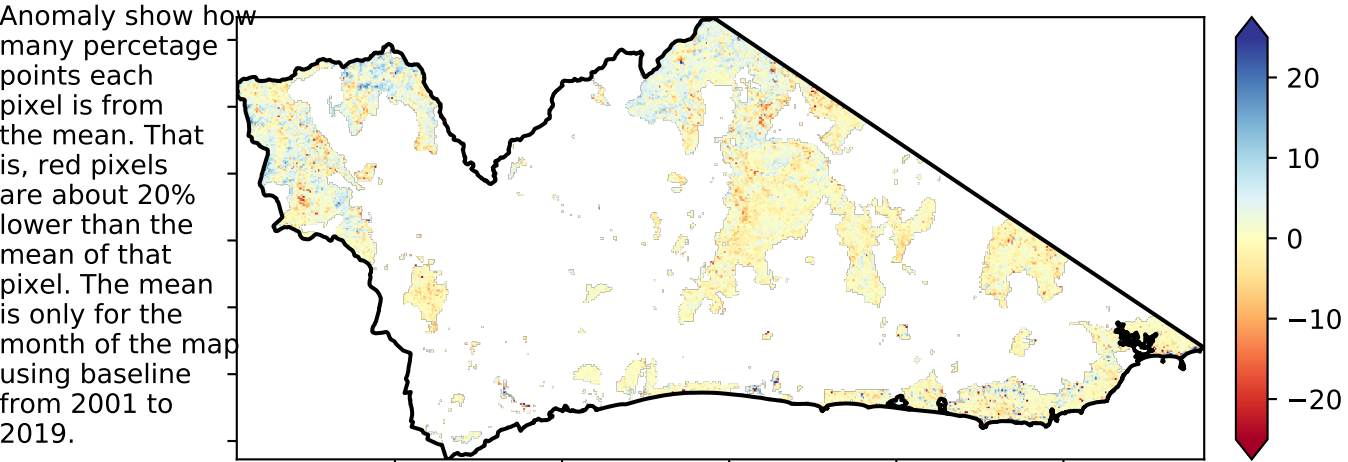 Anomaly show how
many percetage
points each
pixel is from
the mean. That
is, red pixels
are about 20%
lower than the
mean of that
pixel. The mean
is only for the
month of the map
using baseline
from 2001 to
2019.
20
10
0
−10
−20